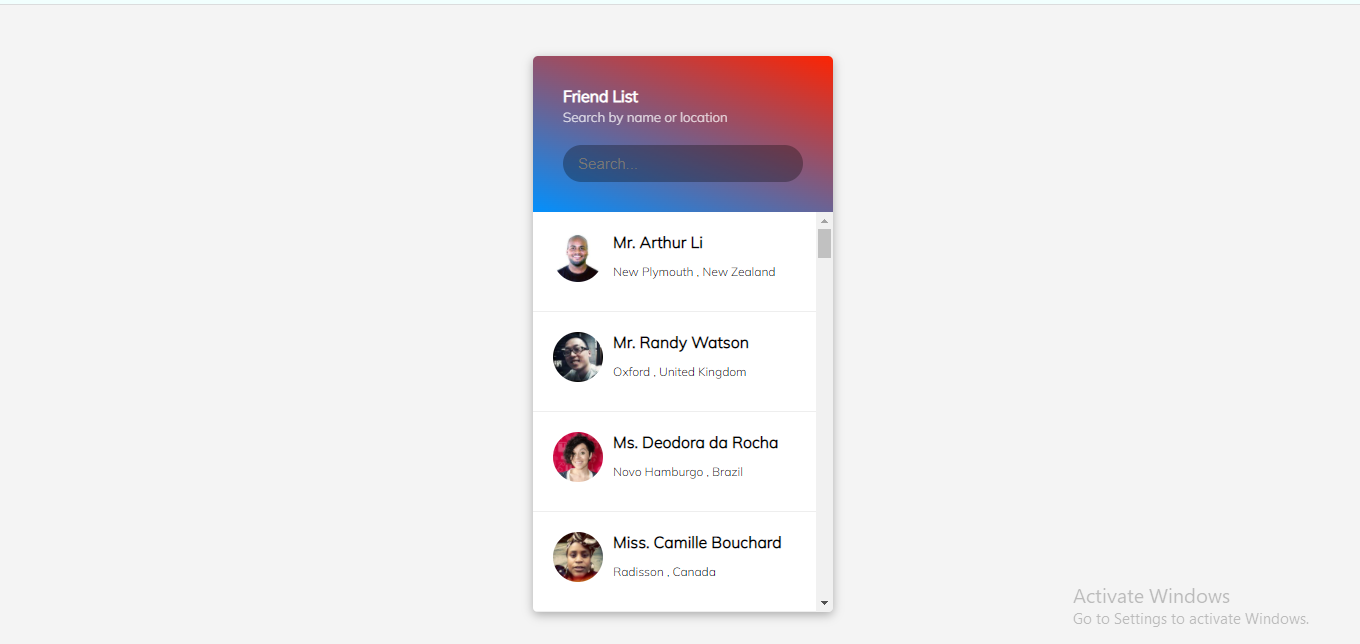 Friend List
Search by name or location
Search...
Mr. Arthur Li
New Plymouth , New Zealand
Mr. Randy Watson
Oxford , United Kingdom
Ms. Deodora da Rocha
Novo Hamburgo , Brazil
Miss. Camille Bouchard
Radisson , Canada
Activate Windows
Go to Settings to activate Windows.